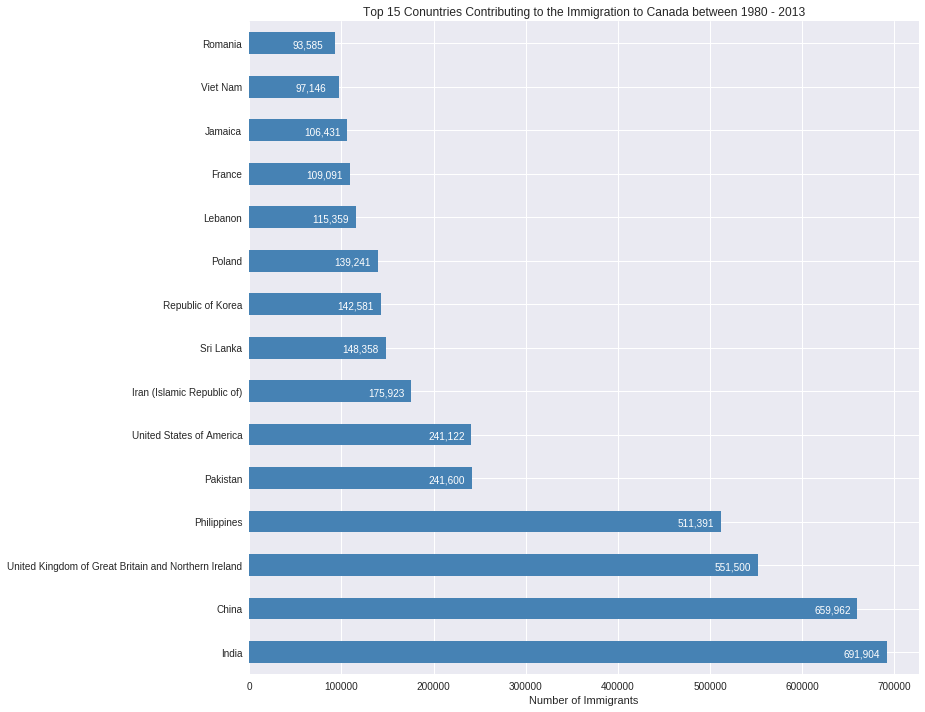 Top 15 Conuntries Contributing to the Immigration to Canada between 1980 - 2013
Romania 93,585
Viet Nam 97,146
Jamaica 106,431
France 109,091
Lebanon 115,359
Poland 139,241
Republic of Korea 142,581
Sri Lanka 148,358
Iran (Islamic Republic of) 175,923
United States of America 241,122
Pakistan 241,600
Philippines 511,391
United Kingdom of Great Britain and Northern Ireland 551,500
China 659,962
India 691,904
0 100000 200000 300000 400000 500000 600000 700000
Number of Immigrants